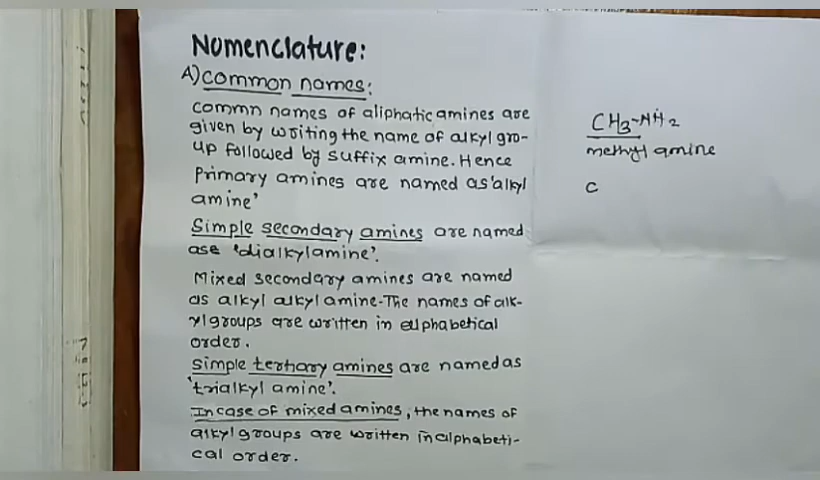 Nomenclature:
A) common names:
commn names of aliphatic amines are
given by writing the name of alkyl gro-
up followed by suffix amine. Hence
primary amines are named as 'alkyl
amine'
Simple secondary amines are named
ase 'dialkylamine'.
Mixed secondary amines are named
as alkyl alkyl amine-The names of alk-
yl groups are written in alphabetical
order.
Simple tertiary amines are named as
'trialkyl amine'.
In case of mixed amines, the names of
alkyl groups are written in alphabeti-
cal order.
CH3-NH2
methyl amine
C